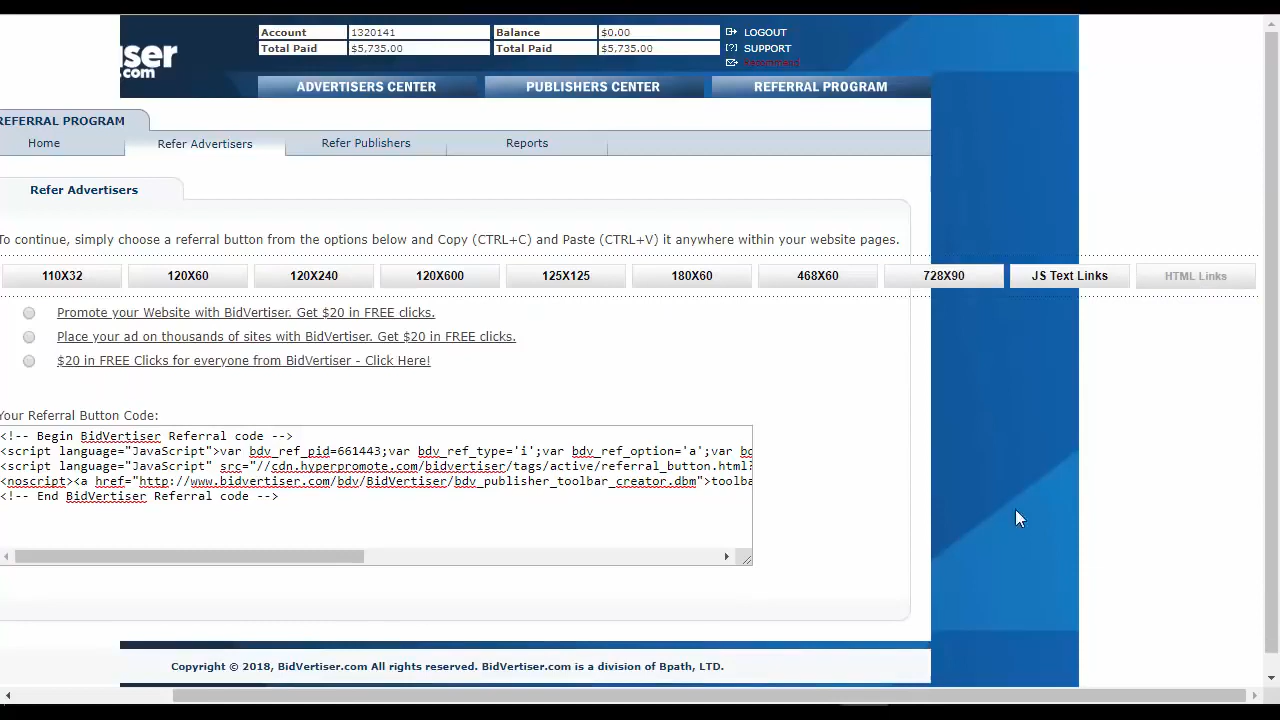 ser
.com
Account 1320141 Balance $0.00 LOGOUT
Total Paid $5,735.00 Total Paid $5,735.00 SUPPORT
ADVERTISERS CENTER PUBLISHERS CENTER REFERRAL PROGRAM
REFERRAL PROGRAM
Home Refer Advertisers Refer Publishers Reports
Refer Advertisers
To continue, simply choose a referral button from the options below and Copy (CTRL+C) and Paste (CTRL+V) it anywhere within your website pages.
110X32 120X60 120X240 120X600 125X125 180X60 468X60 728X90 JS Text Links HTML Links
Promote your Website with BidVertiser. Get $20 in FREE clicks.
Place your ad on thousands of sites with BidVertiser. Get $20 in FREE clicks.
$20 in FREE Clicks for everyone from BidVertiser - Click Here!
Your Referral Button Code:
<!-- Begin BidVertiser Referral code -->
<script language="JavaScript">var bdv_ref_pid=661443;var bdv_ref_type='i';var bdv_ref_option='a';var bd
<script language="JavaScript" src="//cdn.hyperpromote.com/bidvertiser/tags/active/referral_button.html?
<noscript><a href="http://www.bidvertiser.com/bdv/BidVertiser/bdv_publisher_toolbar_creator.dbm">toolba
<!-- End BidVertiser Referral code -->
Copyright © 2018, BidVertiser.com All rights reserved. BidVertiser.com is a division of Bpath, LTD.